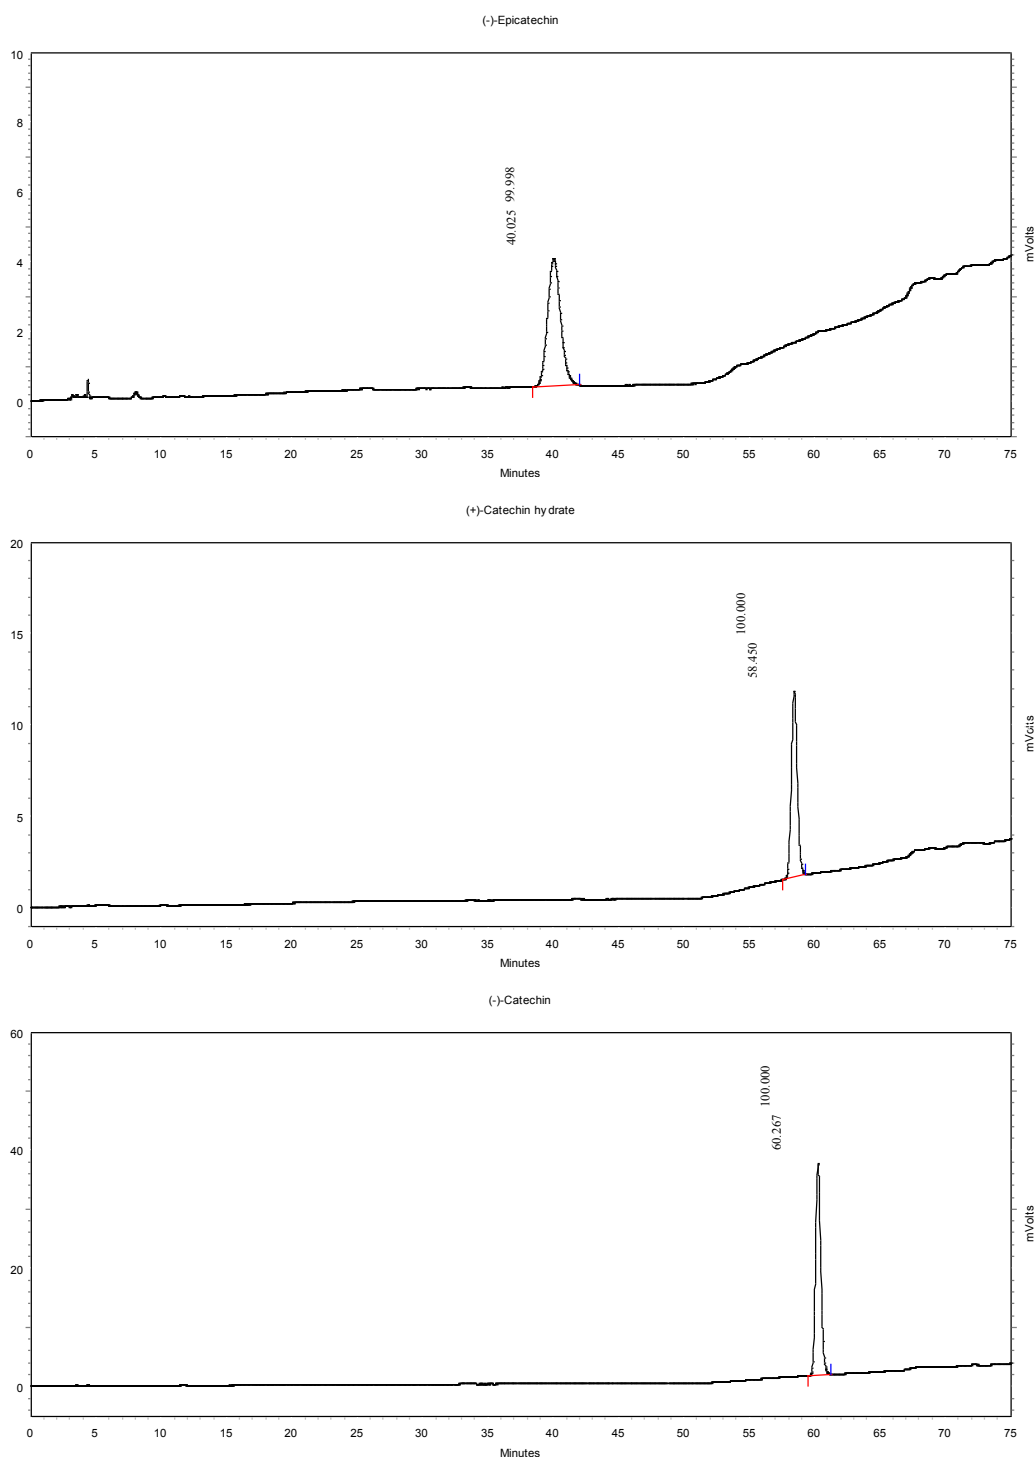 (-)-Epicatechin
10
8
6
4
2
0
40.025 99.998
mVolts
0 5 10 15 20 25 30 35 40 45 50 55 60 65 70 75
Minutes
(+)-Catechin hydrate
20
15
10
5
0
100.000
58.450
mVolts
0 5 10 15 20 25 30 35 40 45 50 55 60 65 70 75
Minutes
(-)-Catechin
60
40
20
0
100.000
60.267
mVolts
0 5 10 15 20 25 30 35 40 45 50 55 60 65 70 75
Minutes